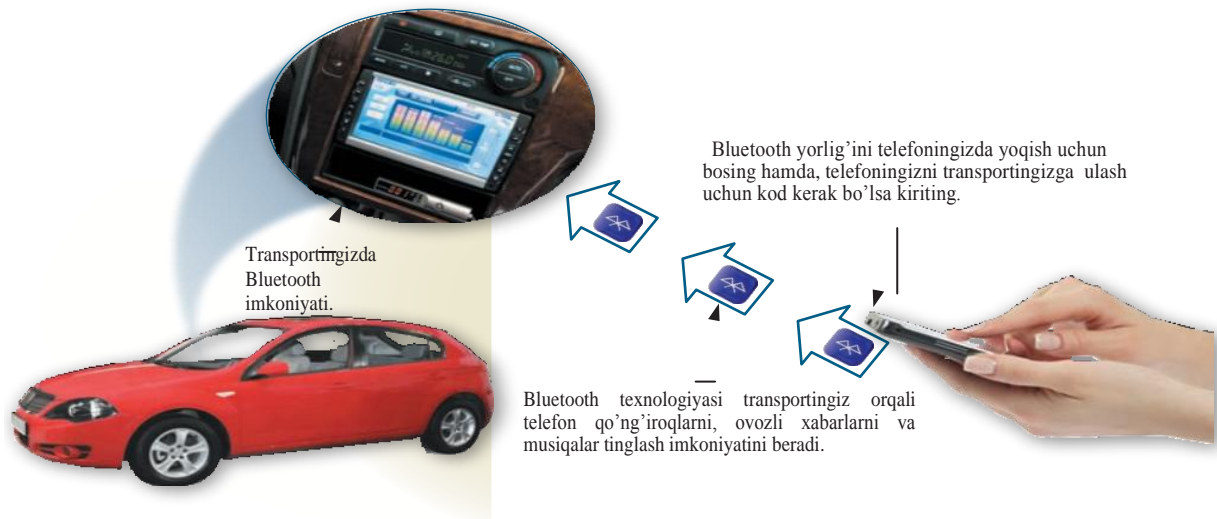 Bluetooth yorlig’ini telefoningizda yoqish uchun
bosing hamda, telefoningizni transportingizga ulash
uchun kod kerak bo’lsa kiriting.
Transportingizda
Bluetooth
imkoniyati.
Bluetooth texnologiyasi transportingiz orqali
telefon qo’ng’iroqlarni, ovozli xabarlarni va
musiqalar tinglash imkoniyatini beradi.